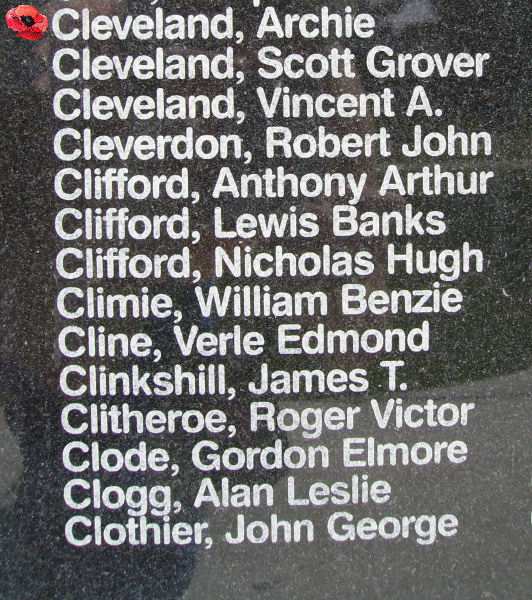 Cleveland, Archie
Cleveland, Scott Grover
Cleveland, Vincent A.
Cleverdon, Robert John
Clifford, Anthony Arthur
Clifford, Lewis Banks
Clifford, Nicholas Hugh
Climie, William Benzie
Cline, Verle Edmond
Clinkshill, James T.
Clitheroe, Roger Victor
Clode, Gordon Elmore
Clogg, Alan Leslie
Clothier, John George